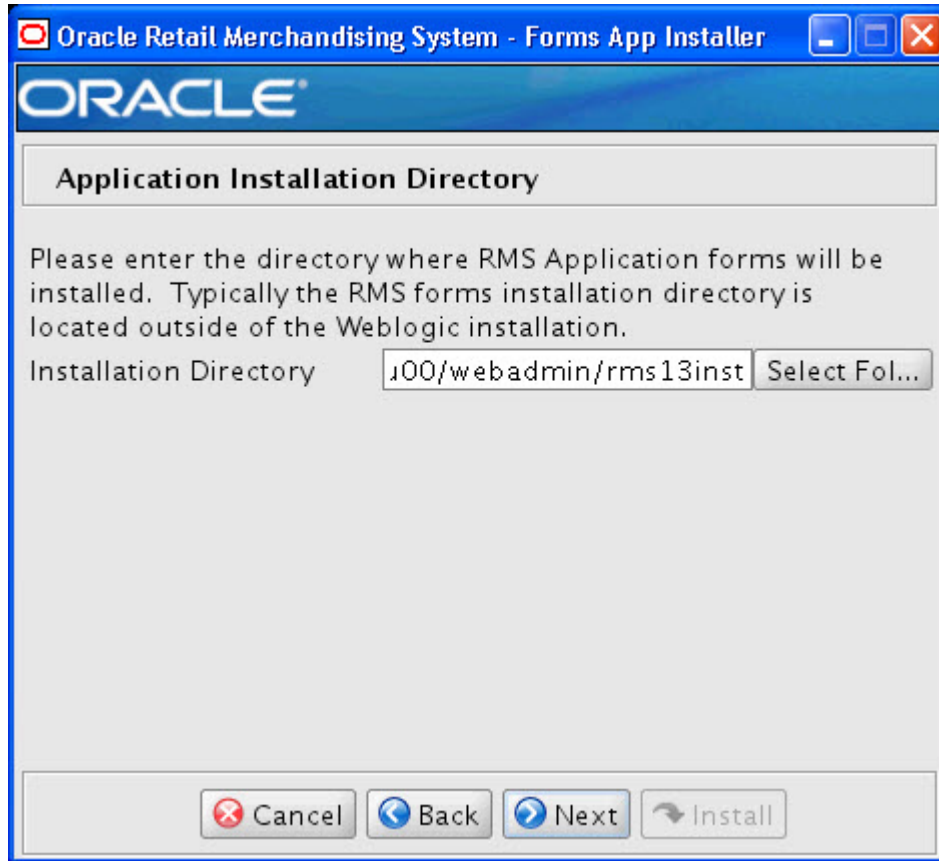 Oracle Retail Merchandising System - Forms App Installer
ORACLE
Application Installation Directory
Please enter the directory where RMS Application forms will be
installed. Typically the RMS forms installation directory is
located outside of the Weblogic installation.
Installation Directory
00/webadmin/rms13inst Select Fol...
Cancel Back Next Install